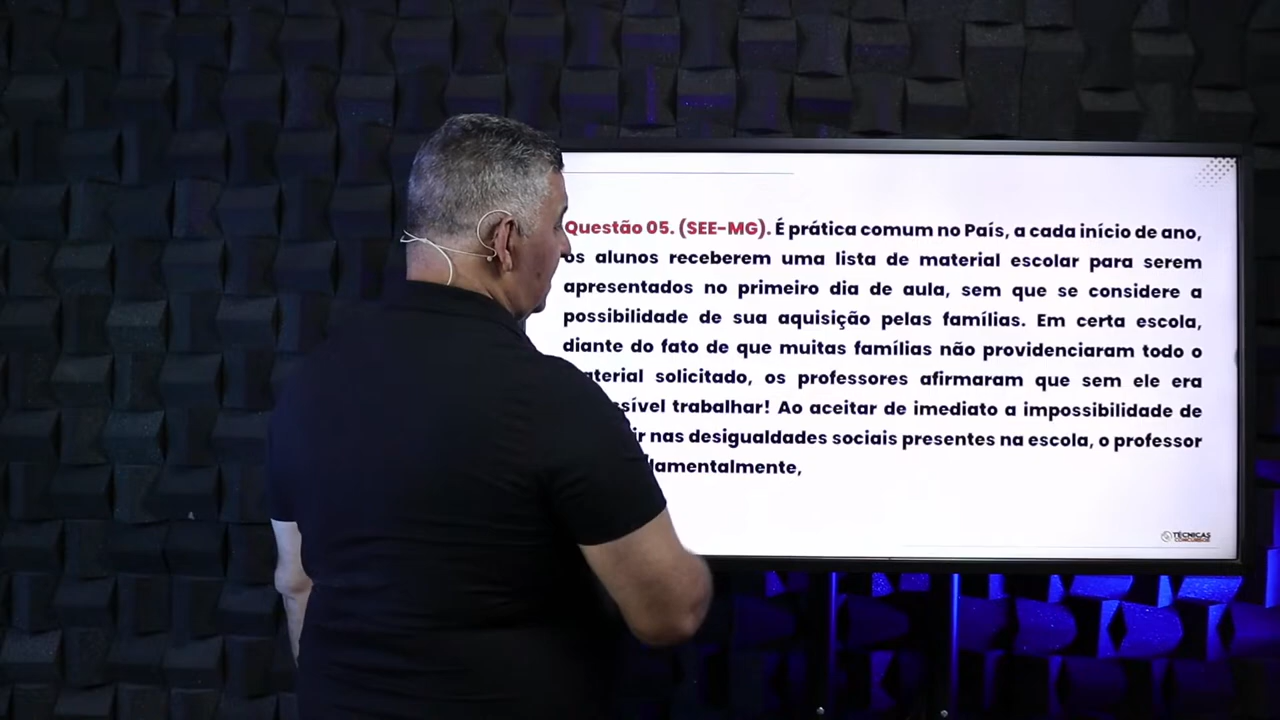 Questão 05. (SEE-MG). É prática comum no País, a cada início de ano,
os alunos receberem uma lista de material escolar para serem
apresentados no primeiro dia de aula, sem que se considere a
possibilidade de sua aquisição pelas famílias. Em certa escola,
diante do fato de que muitas famílias não providenciaram todo o
solicitado, os professores afirmaram que sem ele era
trabalhar! Ao aceitar de imediato a impossibilidade de
nas desigualdades sociais presentes na escola, o professor
TÉCNICAS
CONCURSOS